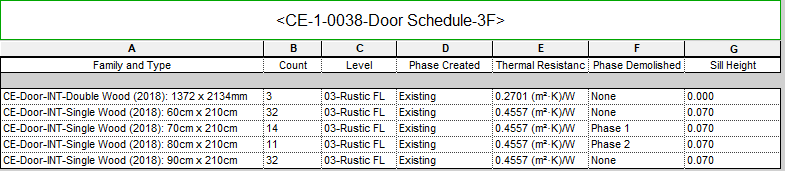 <CE-1-0038-Door Schedule-3F>
A B C D E F G
Family and Type Count Level Phase Created Thermal Resistanc Phase Demolished Sill Height
CE-Door-INT-Double Wood (2018): 1372 x 2134mm 3 03-Rustic FL Existing 0.2701 (m²·K)/W None 0.000
CE-Door-INT-Single Wood (2018): 60cm x 210cm 32 03-Rustic FL Existing 0.4557 (m²·K)/W None 0.070
CE-Door-INT-Single Wood (2018): 70cm x 210cm 14 03-Rustic FL Existing 0.4557 (m²·K)/W Phase 1 0.070
CE-Door-INT-Single Wood (2018): 80cm x 210cm 11 03-Rustic FL Existing 0.4557 (m²·K)/W Phase 2 0.070
CE-Door-INT-Single Wood (2018): 90cm x 210cm 32 03-Rustic FL Existing 0.4557 (m²·K)/W None 0.070